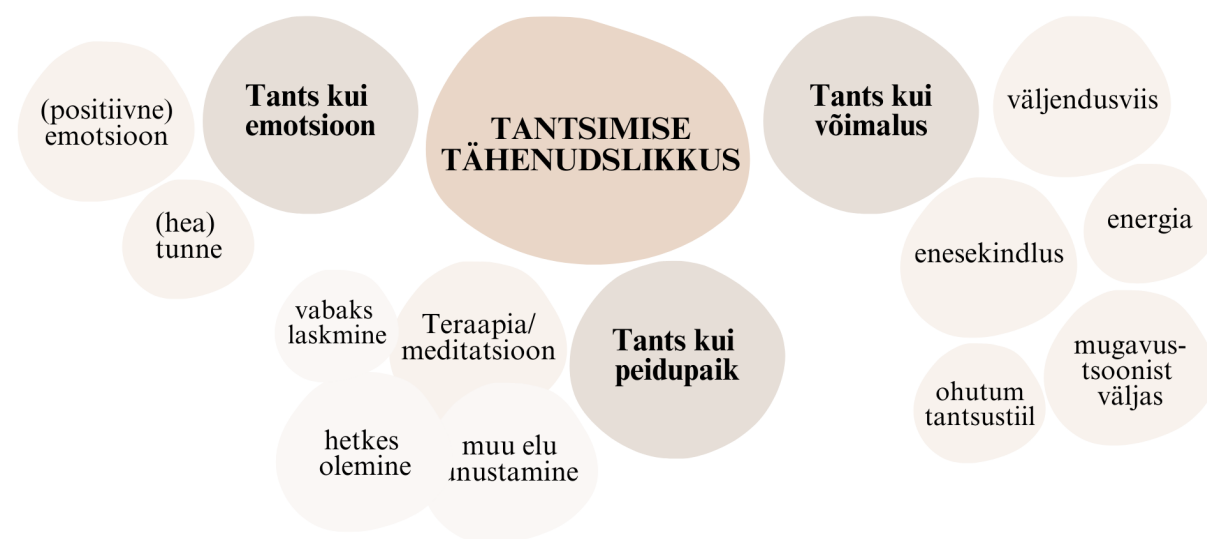 (positiivne)
emotsioon
Tants kui
emotsioon
(hea)
tunne
TANTSIMISE
TÄHENUDSLIKKUS
Tants kui
võimalus
väljendusviis
energia
enesekindlus
mugavus-
tsoonist
väljas
ohutum
tantsustiil
Tants kui
peidupaik
Teraapia/
meditatsioon
vabaks
laskmine
hetkes
olemine
muu elu
unustamine